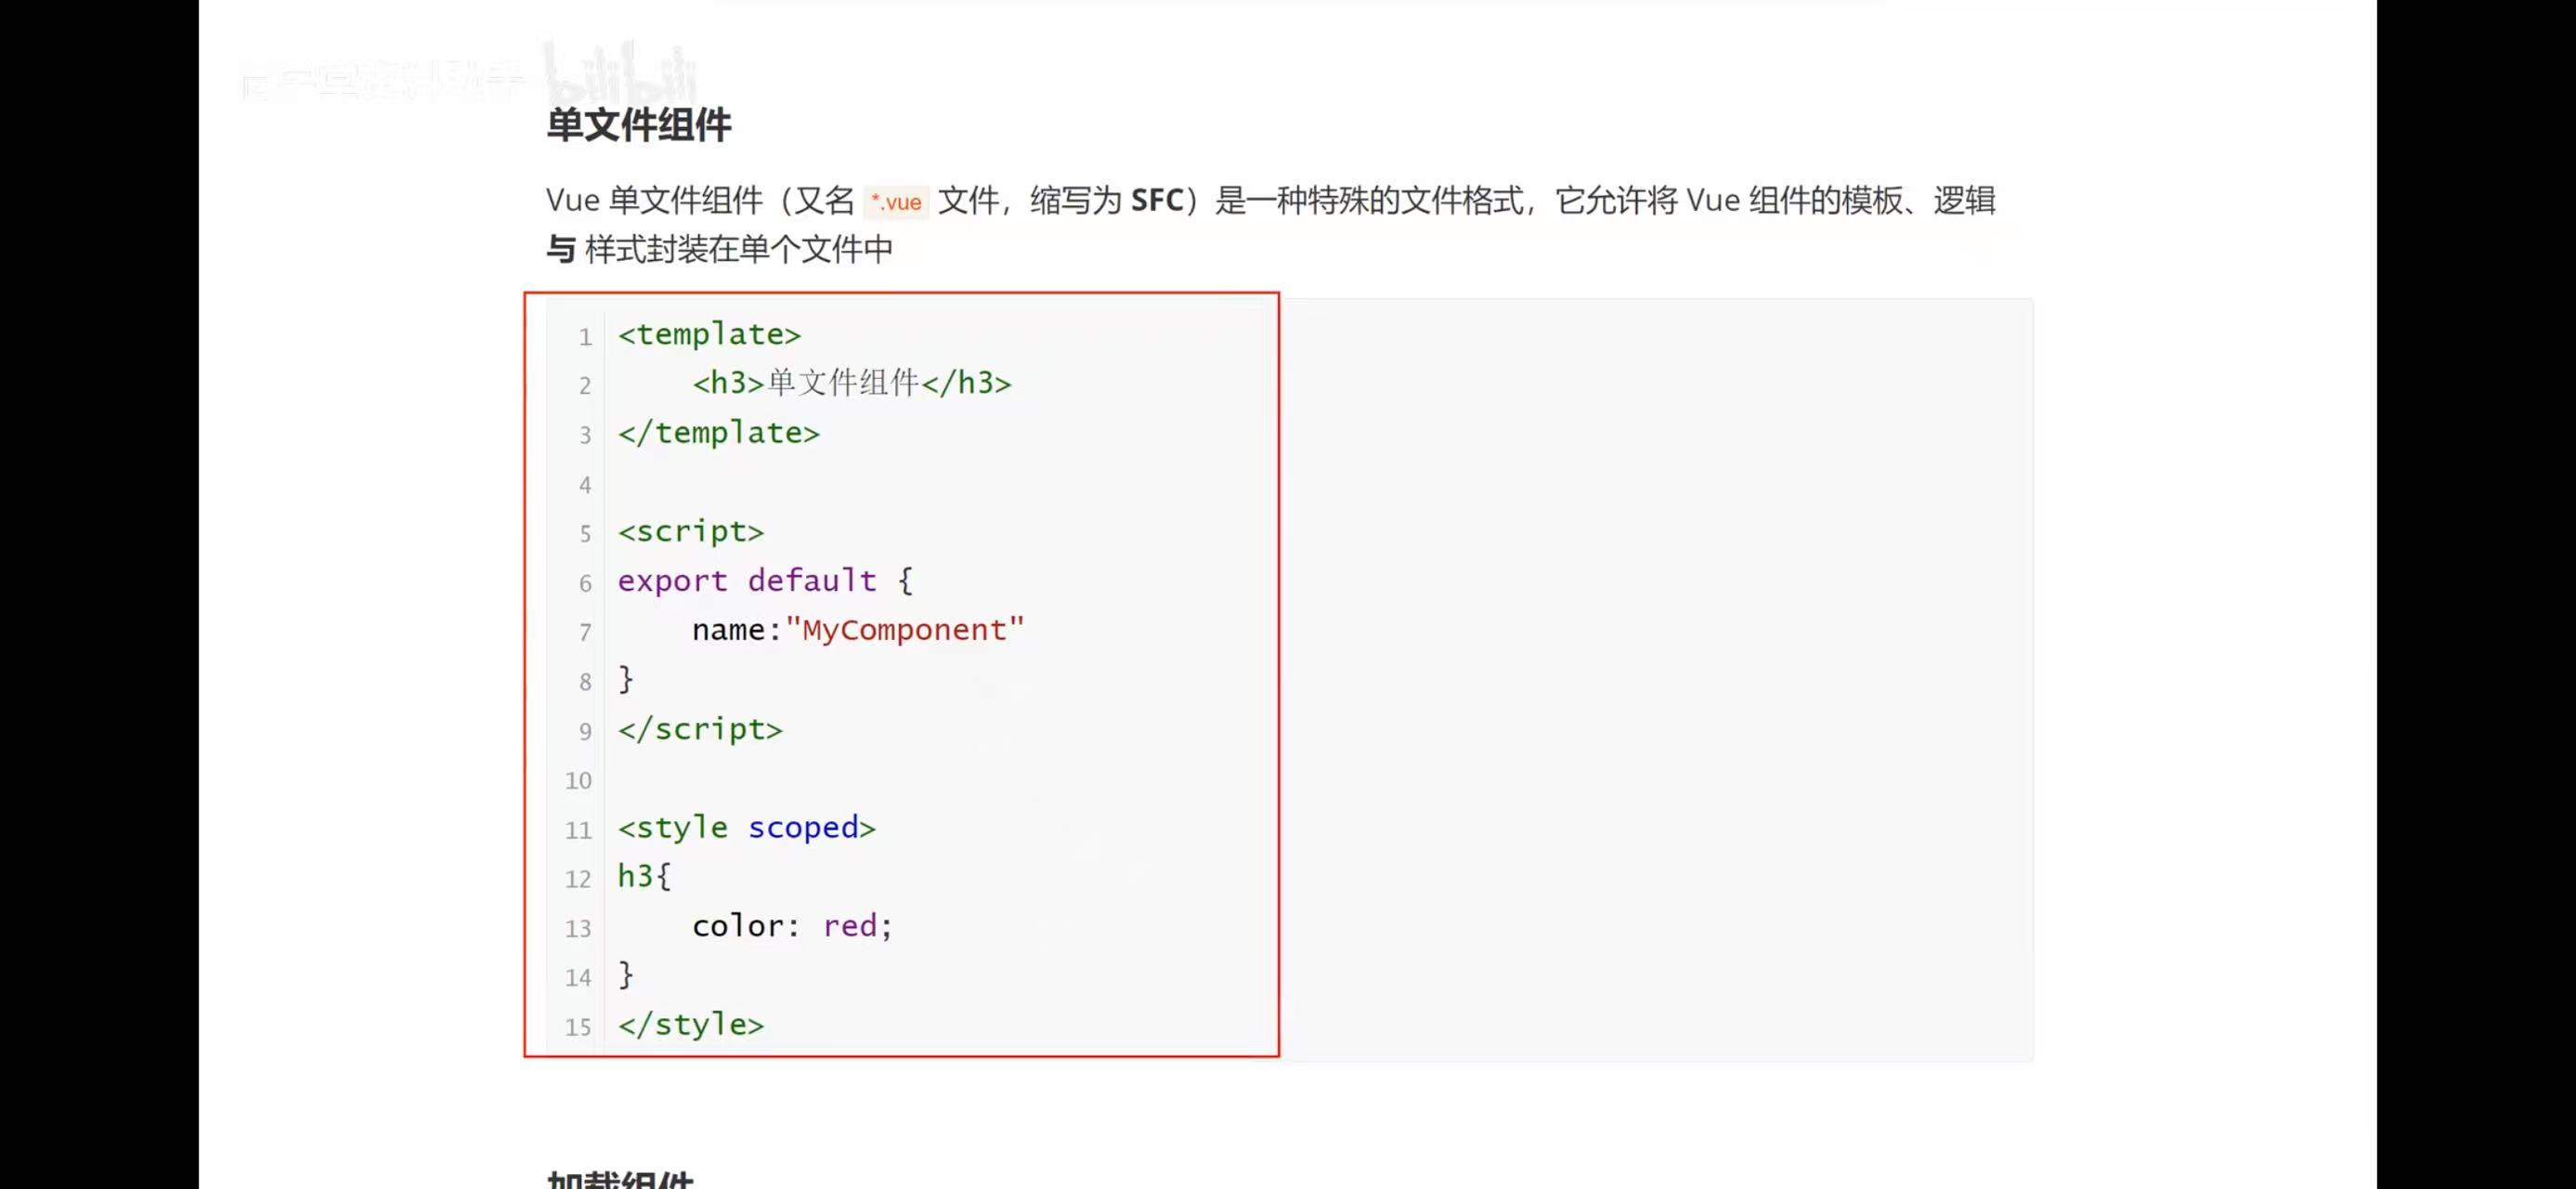 bilibili
单文件组件
Vue 单文件组件（又名 *.vue 文件，缩写为 SFC）是一种特殊的文件格式，它允许将 Vue 组件的模板、逻辑
与 样式封装在单个文件中
1 <template>
2     <h3>单文件组件</h3>
3 </template>
4
5 <script>
6 export default {
7     name:"MyComponent"
8 }
9 </script>
10
11 <style scoped>
12 h3{
13     color: red;
14 }
15 </style>
加载组件